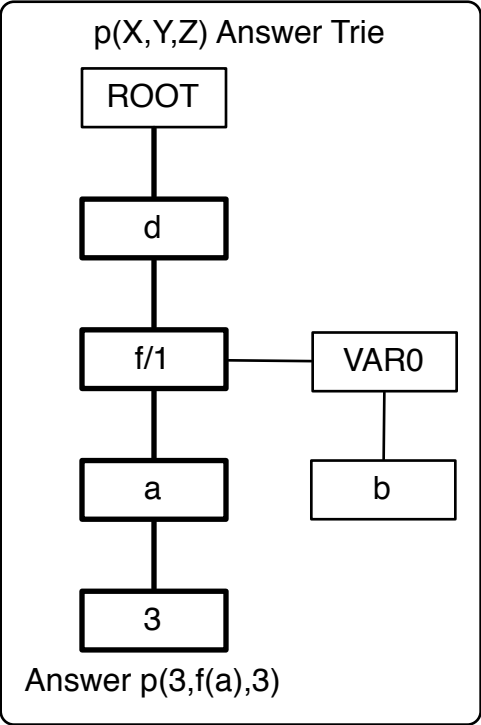 p(X,Y,Z) Answer Trie
ROOT
d
f/1
VAR0
a
b
3
Answer p(3,f(a),3)